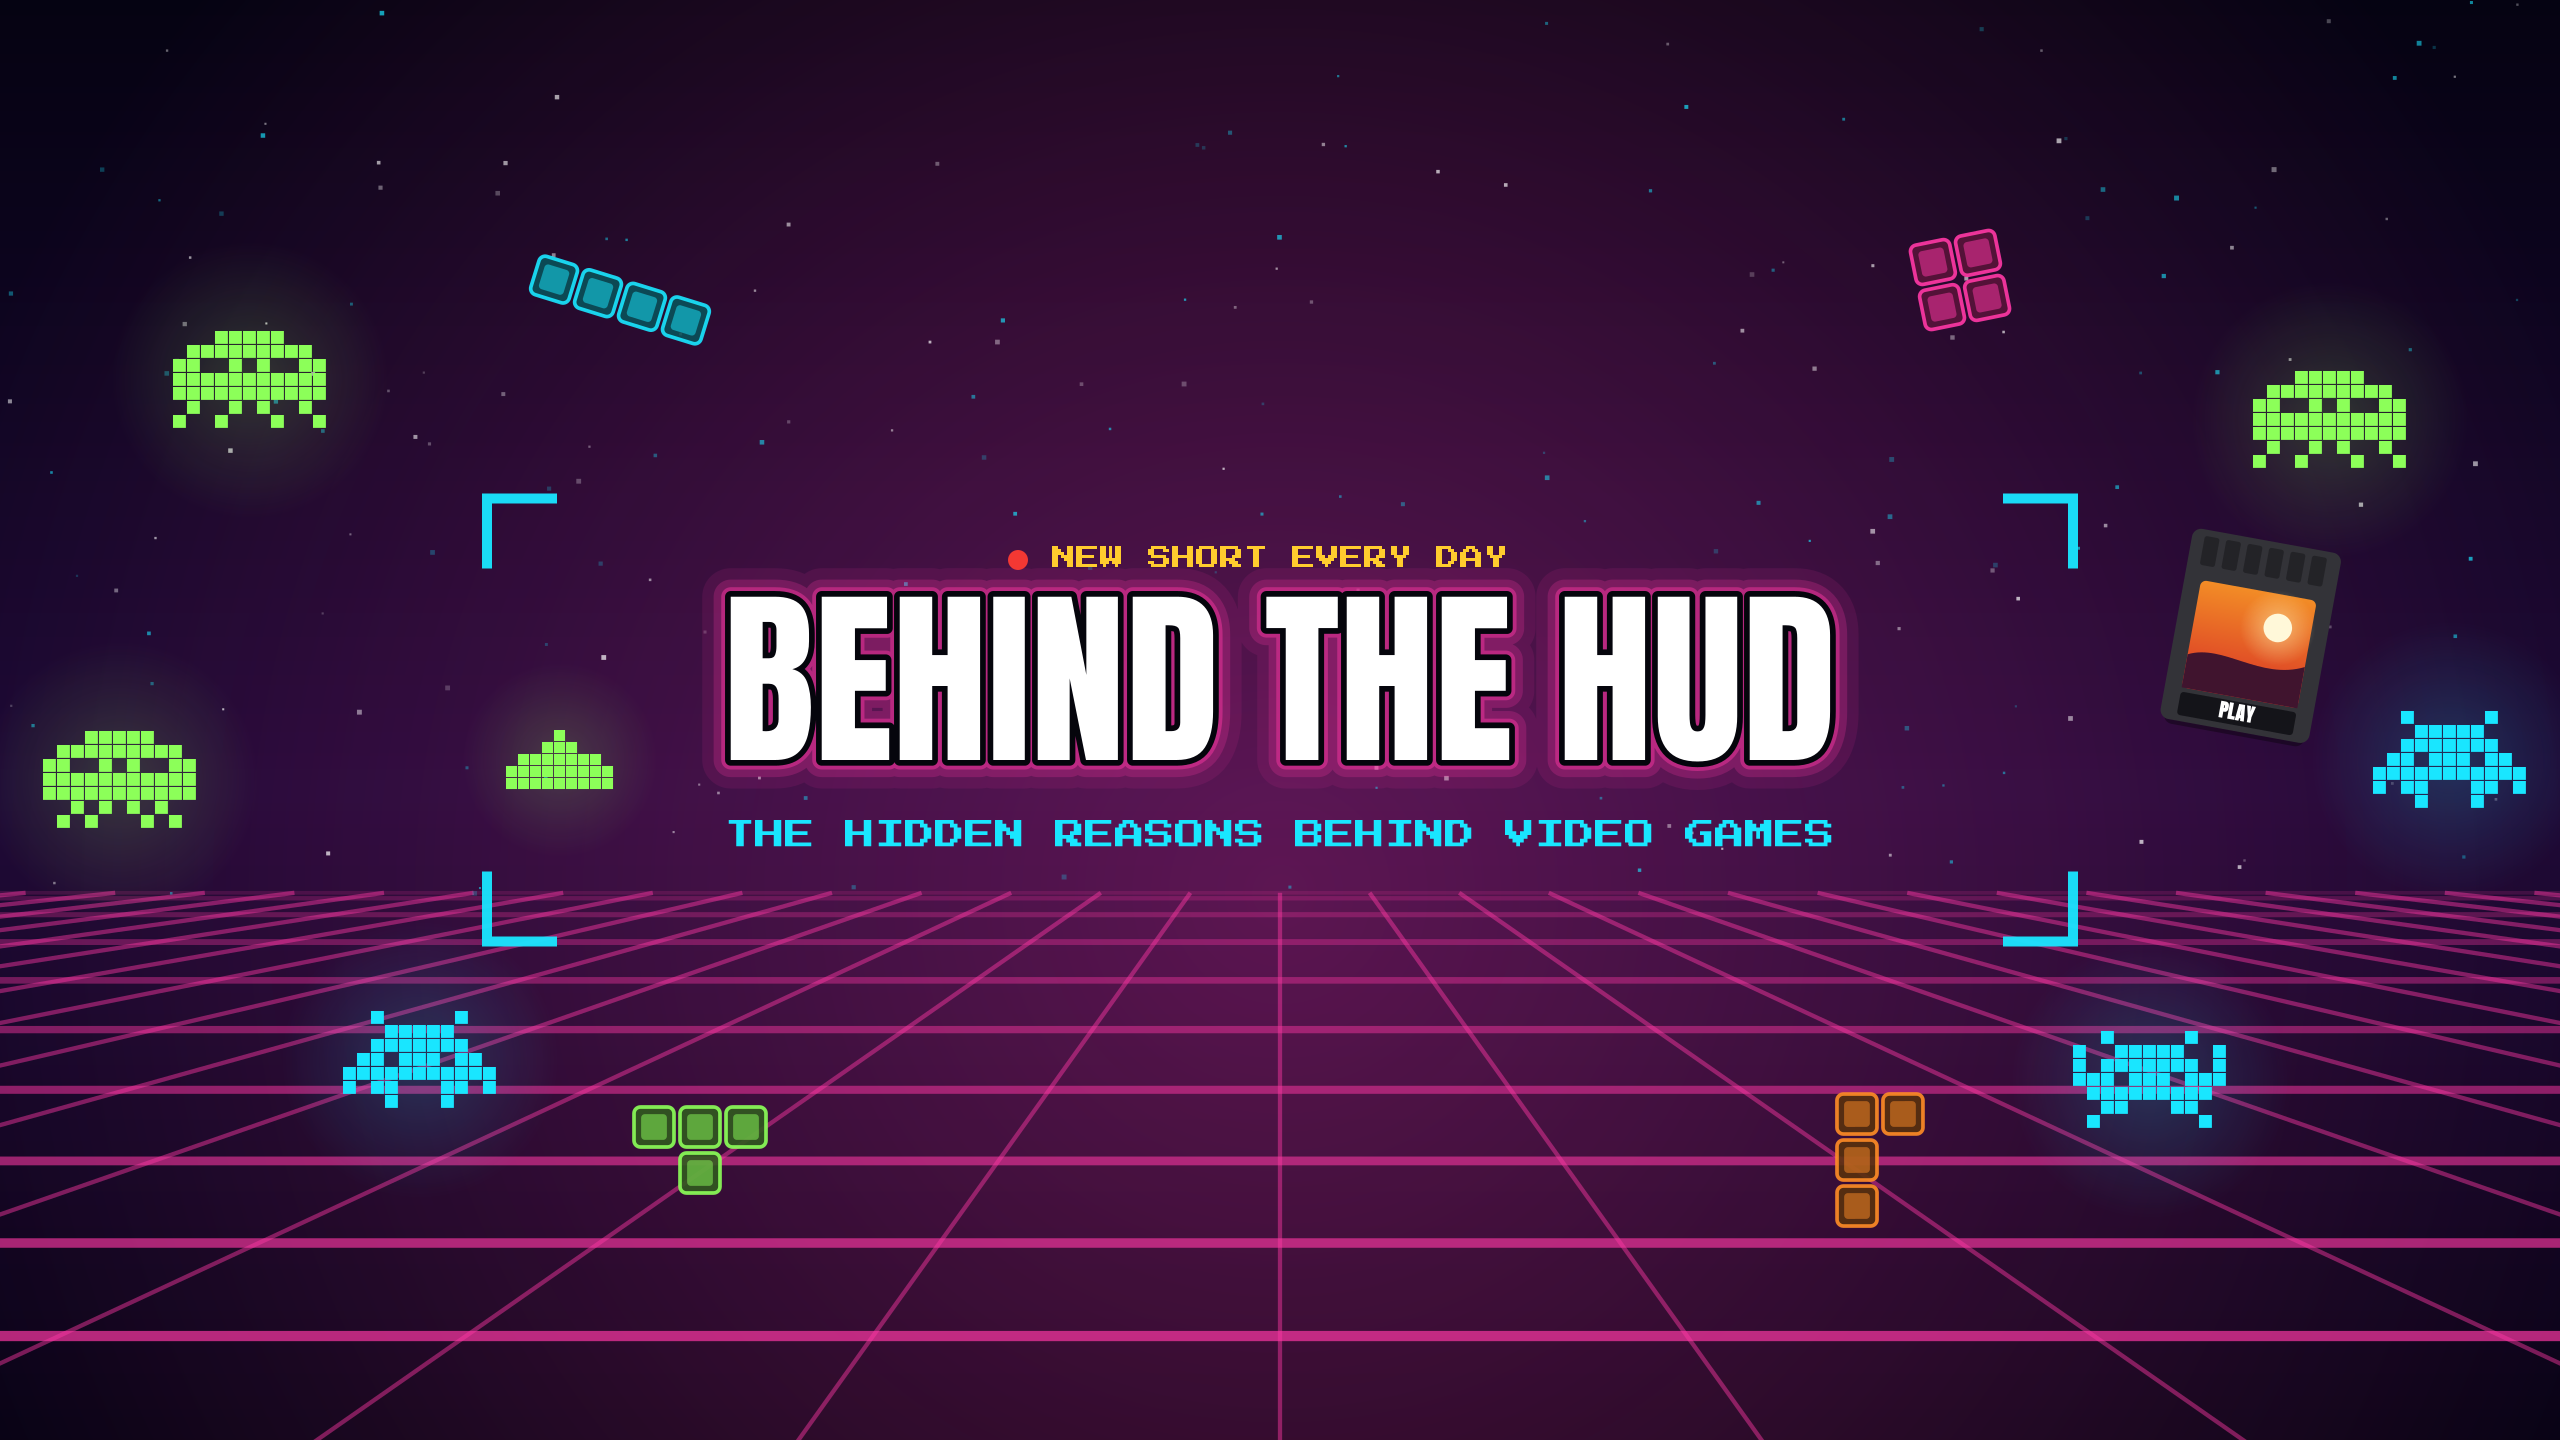 NEW SHORT EVERY DAY
BEHIND THE HUD
THE HIDDEN REASONS BEHIND VIDEO GAMES
PLAY